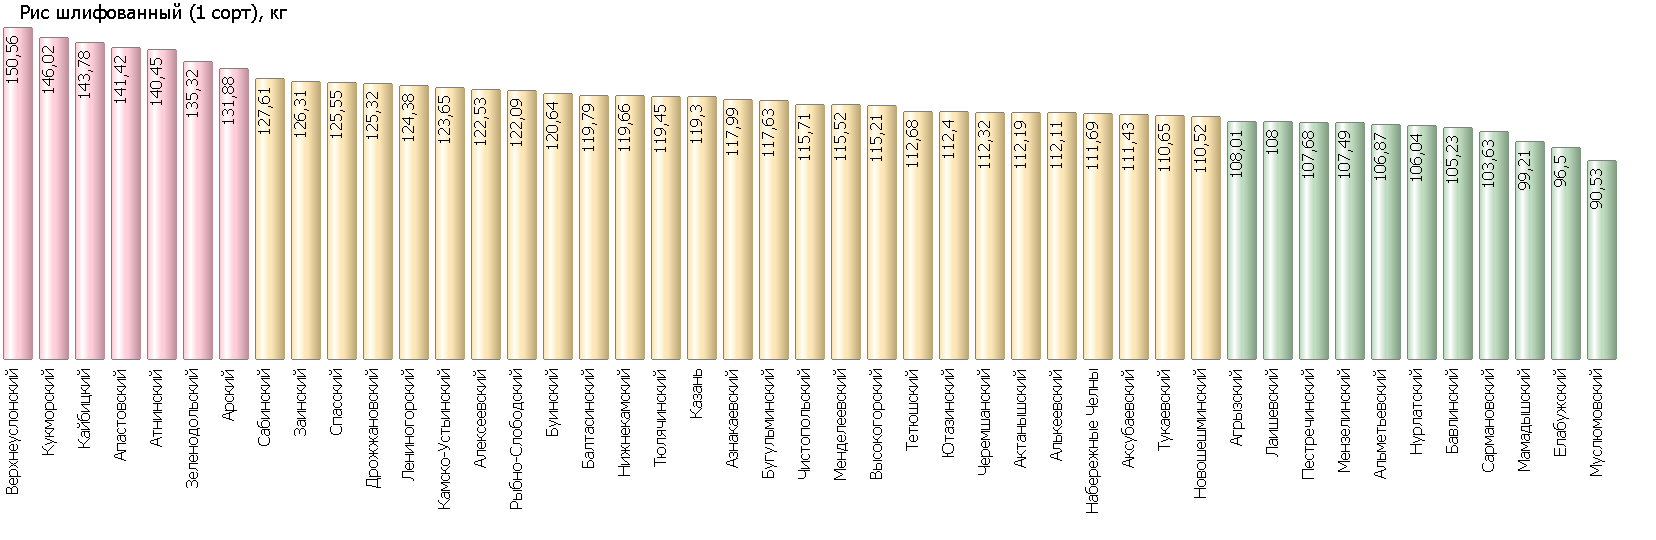 Рис шлифованный (1 сорт), кг
150,56
146,02
143,78
141,42
140,45
135,32
131,88
127,61
126,31
125,55
125,32
124,38
123,65
122,53
122,09
120,64
119,79
119,66
119,45
119,3
117,99
117,63
115,71
115,52
115,21
112,68
112,4
112,32
112,19
112,11
111,69
111,43
110,65
110,52
108,01
108
107,68
107,49
106,87
106,04
105,23
103,63
99,21
96,5
90,53
Верхнеуслонский
Кукморский
Кайбицкий
Апастовский
Атнинский
Зеленодольский
Арский
Сабинский
Заинский
Спасский
Дрожжановский
Лениногорский
Камско-Устьинский
Алексеевский
Рыбно-Слободский
Буинский
Балтасинский
Нижнекамский
Тюлячинский
Казань
Азнакаевский
Бугульминский
Чистопольский
Менделеевский
Высокогорский
Тетюшский
Ютазинский
Черемшанский
Актанышский
Алькеевский
Набережные Челны
Аксубаевский
Тукаевский
Новошешминский
Агрызский
Лаишевский
Пестречинский
Мензелинский
Альметьевский
Нурлатский
Бавлинский
Сармановский
Мамадышский
Елабужский
Муслюмовский